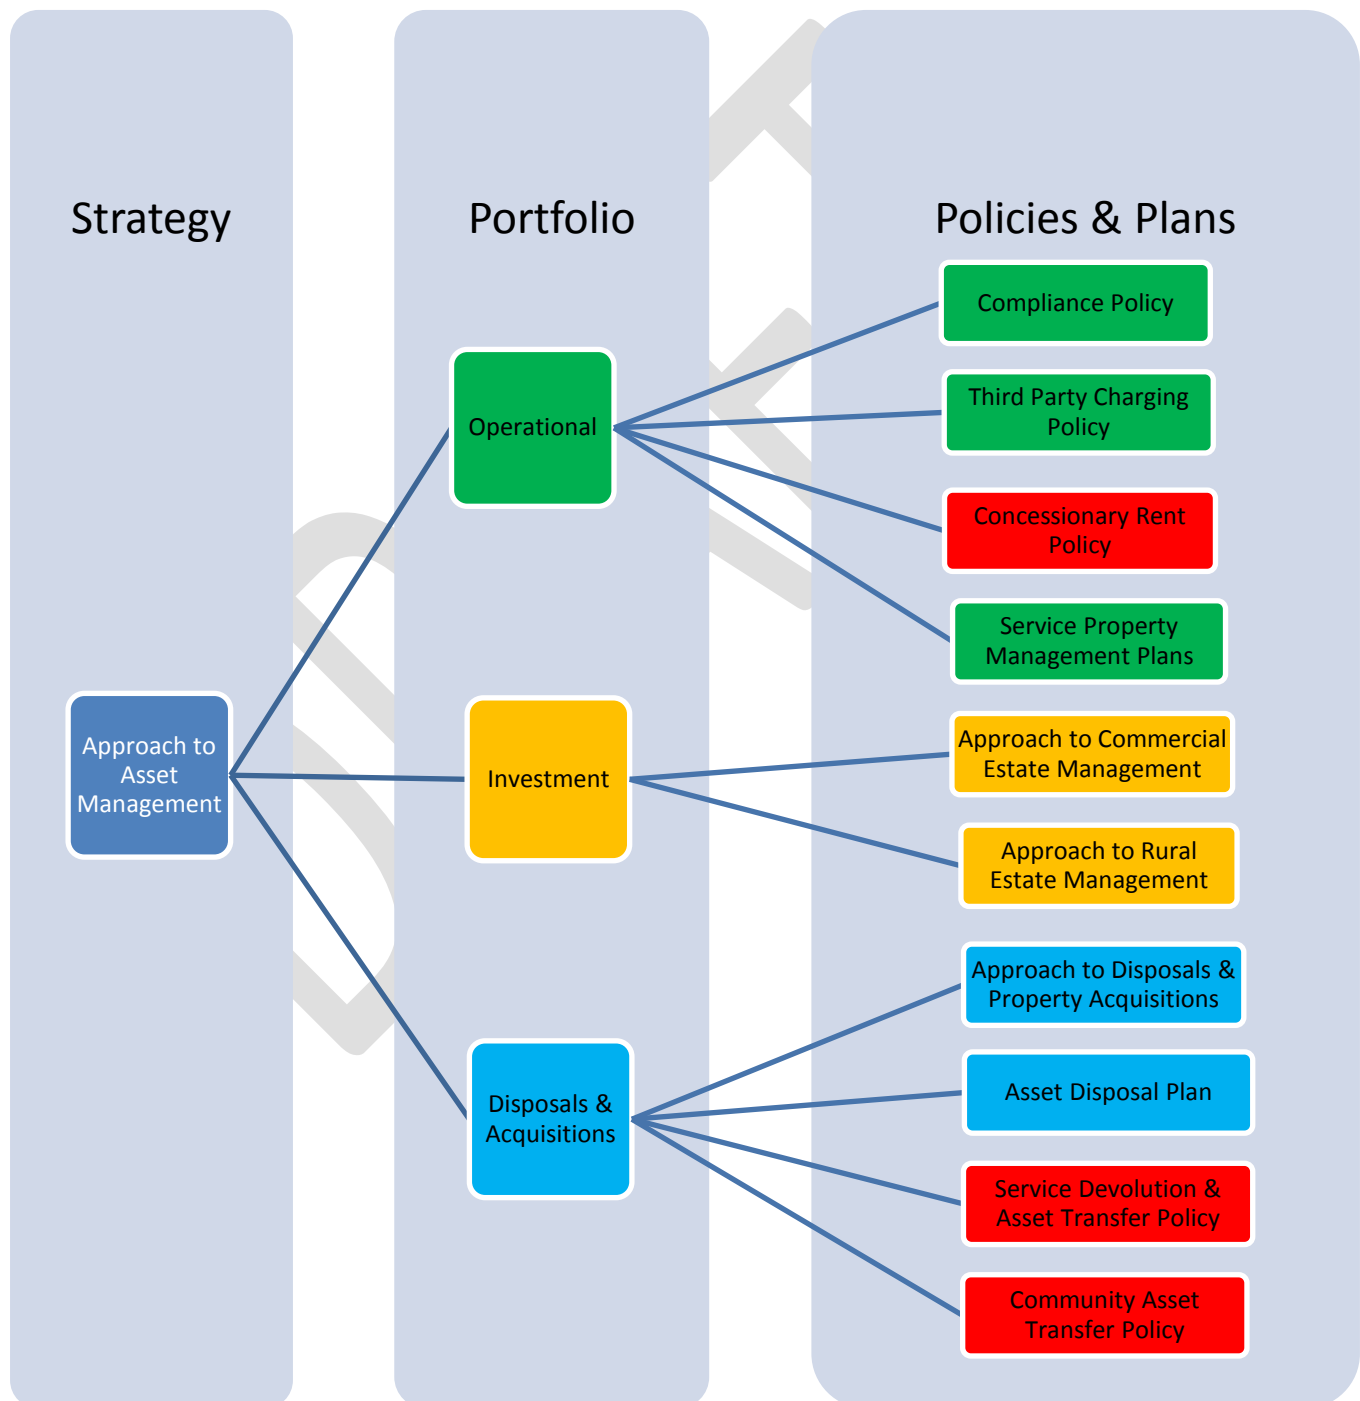 Strategy
Portfolio
Policies & Plans
Approach to
Asset
Management
Operational
Investment
Disposals &
Acquisitions
Compliance Policy
Third Party Charging
Policy
Concessionary Rent
Policy
Service Property
Management Plans
Approach to Commercial
Estate Management
Approach to Rural
Estate Management
Approach to Disposals &
Property Acquisitions
Asset Disposal Plan
Service Devolution &
Asset Transfer Policy
Community Asset
Transfer Policy